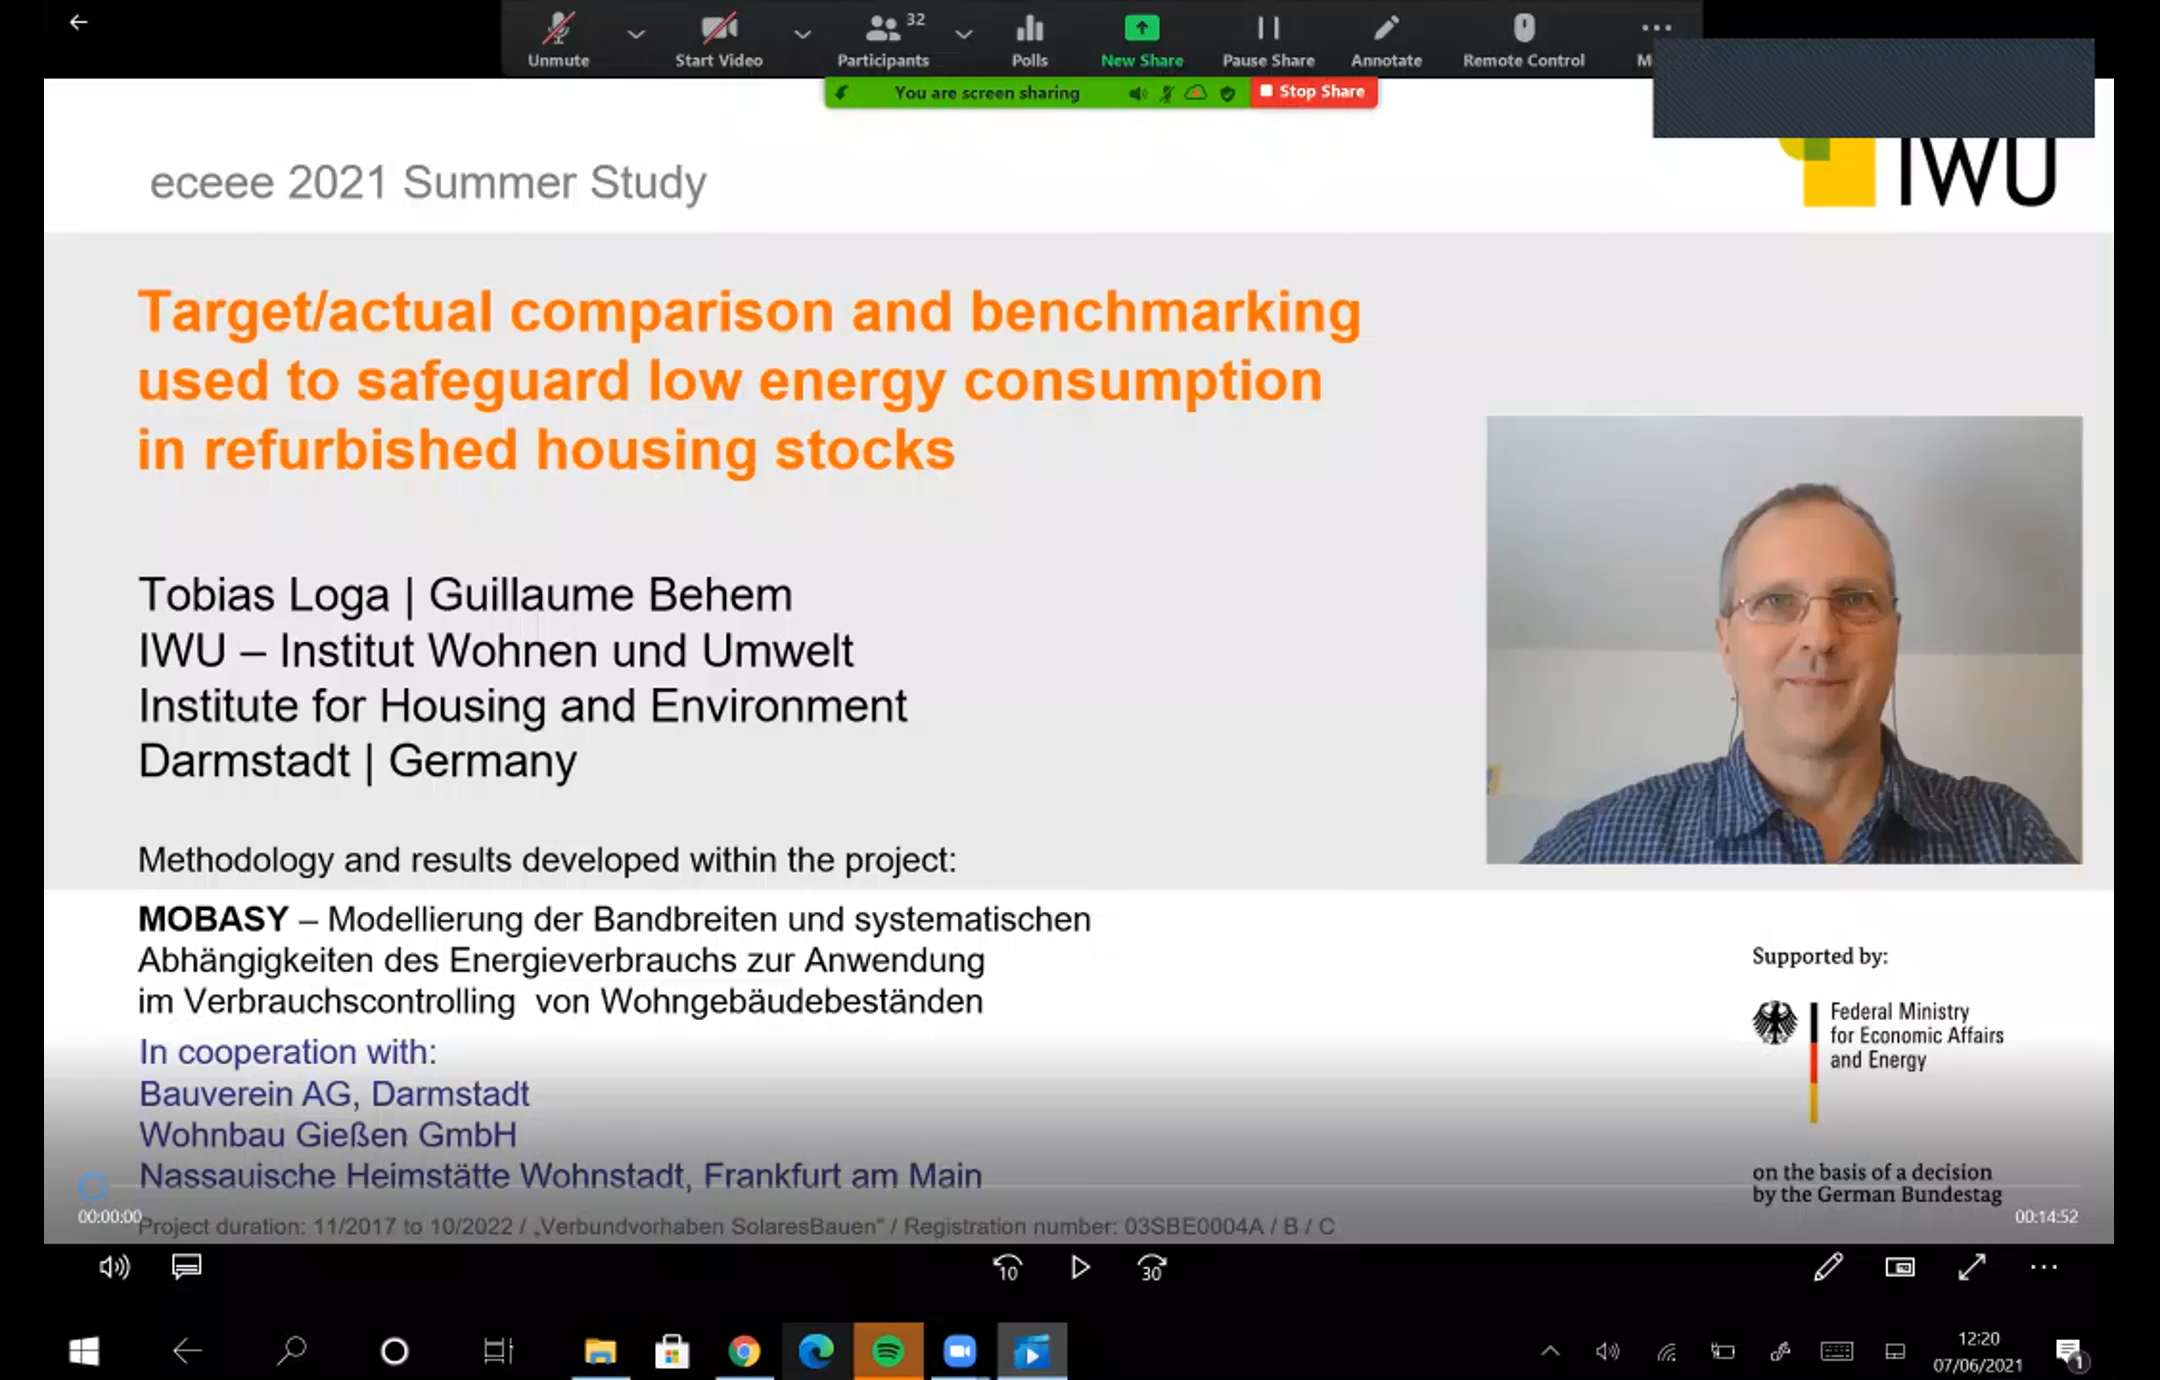 Unmute
Start Video
32
Participants
Polls
New Share
Pause Share
Annotate
Remote Control
You are screen sharing
Stop Share
eceee 2021 Summer Study
IWU
Target/actual comparison and benchmarking
used to safeguard low energy consumption
in refurbished housing stocks
Tobias Loga | Guillaume Behem
IWU – Institut Wohnen und Umwelt
Institute for Housing and Environment
Darmstadt | Germany
Methodology and results developed within the project:
MOBASY – Modellierung der Bandbreiten und systematischen
Abhängigkeiten des Energieverbrauchs zur Anwendung
im Verbrauchscontrolling von Wohngebäudebeständen
In cooperation with:
Bauverein AG, Darmstadt
Wohnbau Gießen GmbH
Nassauische Heimstätte Wohnstadt, Frankfurt am Main
Project duration: 11/2017 to 10/2022 / „Verbundvorhaben SolaresBauen" / Registration number: 03SBE0004A / B / C
Supported by:
Federal Ministry
for Economic Affairs
and Energy
on the basis of a decision
by the German Bundestag
00:00:00
00:14:52
10
30
12:20
07/06/2021
1